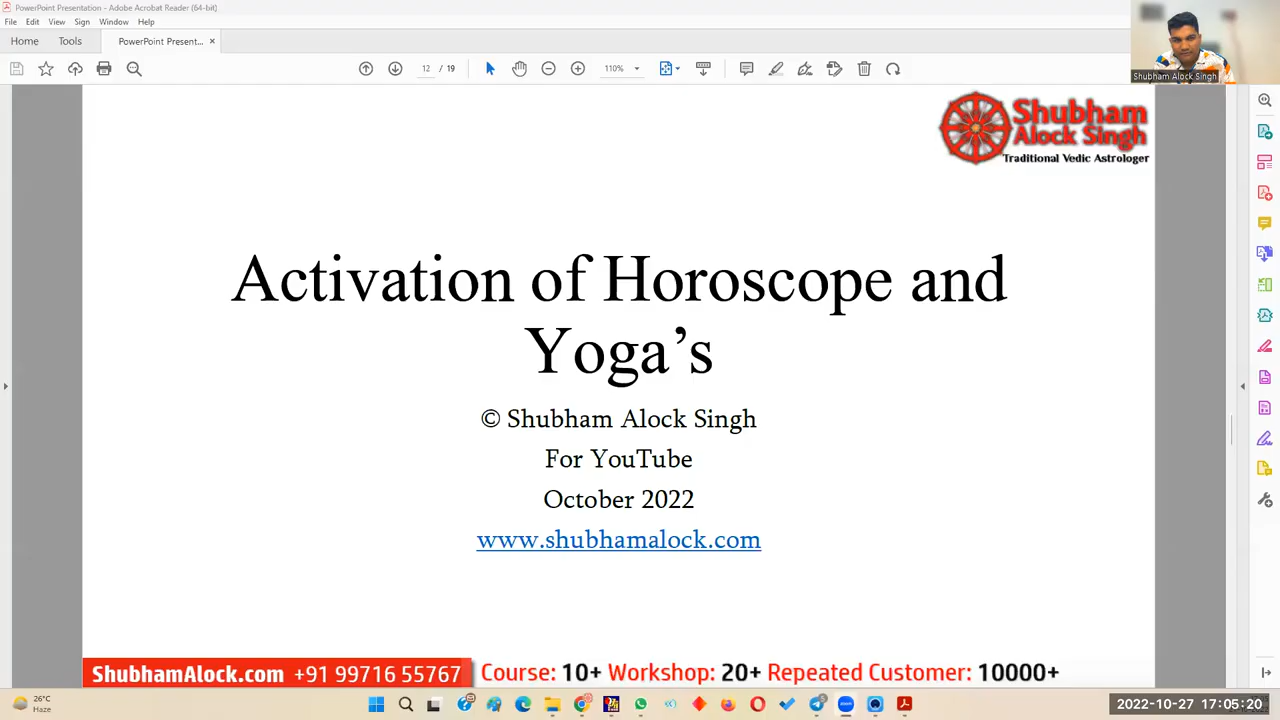 PowerPoint Presentation - Adobe Acrobat Reader (64-bit)
File Edit View Sign Window Help
Home Tools PowerPoint Present... ×
12 / 19 110%
Shubham Alock Singh
Shubham
Alock Singh
Traditional Vedic Astrologer
Activation of Horoscope and
Yoga’s
© Shubham Alock Singh
For YouTube
October 2022
www.shubhamalock.com
ShubhamAlock.com +91 99716 55767 Course: 10+ Workshop: 20+ Repeated Customer: 10000+
26°C
Haze
2022-10-27 17:05:20